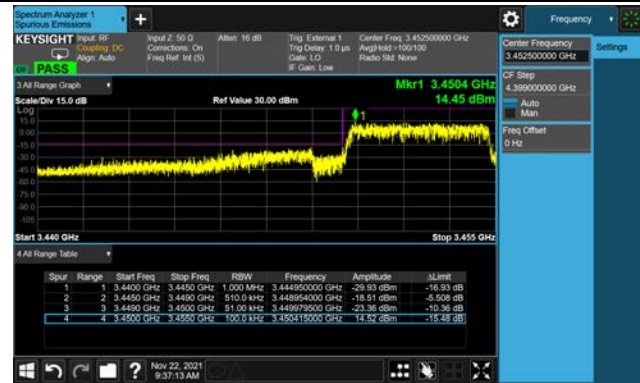 Spectrum Analyzer 1
Spurious Emissions
Frequency
KEYSIGHT Input: RF
Coupling: DC
Align: Auto
Input Z: 50 Ω
Corrections: On
Freq Ref: Int (S)
Atten: 16 dB
Trig: External 1
Trig Delay: 1.0 µs
Gate: LO
IF Gain: Low
Center Freq: 3.452500000 GHz
Avg|Hold:>100/100
Radio Std: None
PASS
Center Frequency
3.452500000 GHz
Settings
CF Step
4.399000000 GHz
Auto
Man
Freq Offset
0 Hz
3 All Range Graph
Mkr1 3.4504 GHz
Scale/Div 15.0 dB
Ref Value 30.00 dBm
14.45 dBm
Log
15.0
0.00
-15.0
-30.0
-45.0
-60.0
-75.0
-90.0
-105
1
Start 3.440 GHz
Stop 3.455 GHz
4 All Range Table
Spur Range Start Freq Stop Freq RBW Frequency Amplitude ΔLimit
1 1 3.4400 GHz 3.4450 GHz 1.000 MHz 3.444950000 GHz -29.93 dBm -16.93 dB
2 2 3.4450 GHz 3.4490 GHz 510.0 kHz 3.448954000 GHz -18.51 dBm -5.508 dB
3 3 3.4490 GHz 3.4500 GHz 51.00 kHz 3.449979500 GHz -23.36 dBm -10.36 dB
4 4 3.4500 GHz 3.4550 GHz 100.0 kHz 3.450415000 GHz 14.52 dBm -15.48 dB
Nov 22, 2021
9:37:13 AM